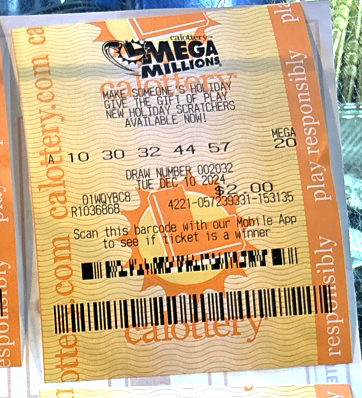 calottery
MEGA
MILLIONS
MAKE SOMEONE'S HOLIDAY
GIVE THE GIFT OF PLAY
NEW HOLIDAY SCRATCHERS
AVAILABLE NOW!
MEGA
A 10 30 32 44 57 20
DRAW NUMBER 002032
TUE DEC 10 2024
$2.00
01WQYBC8
R1036868 4221-057239331-153135
Scan this barcode with our Mobile App
to see if ticket is a winner
calottery
calottery.com
play responsibly